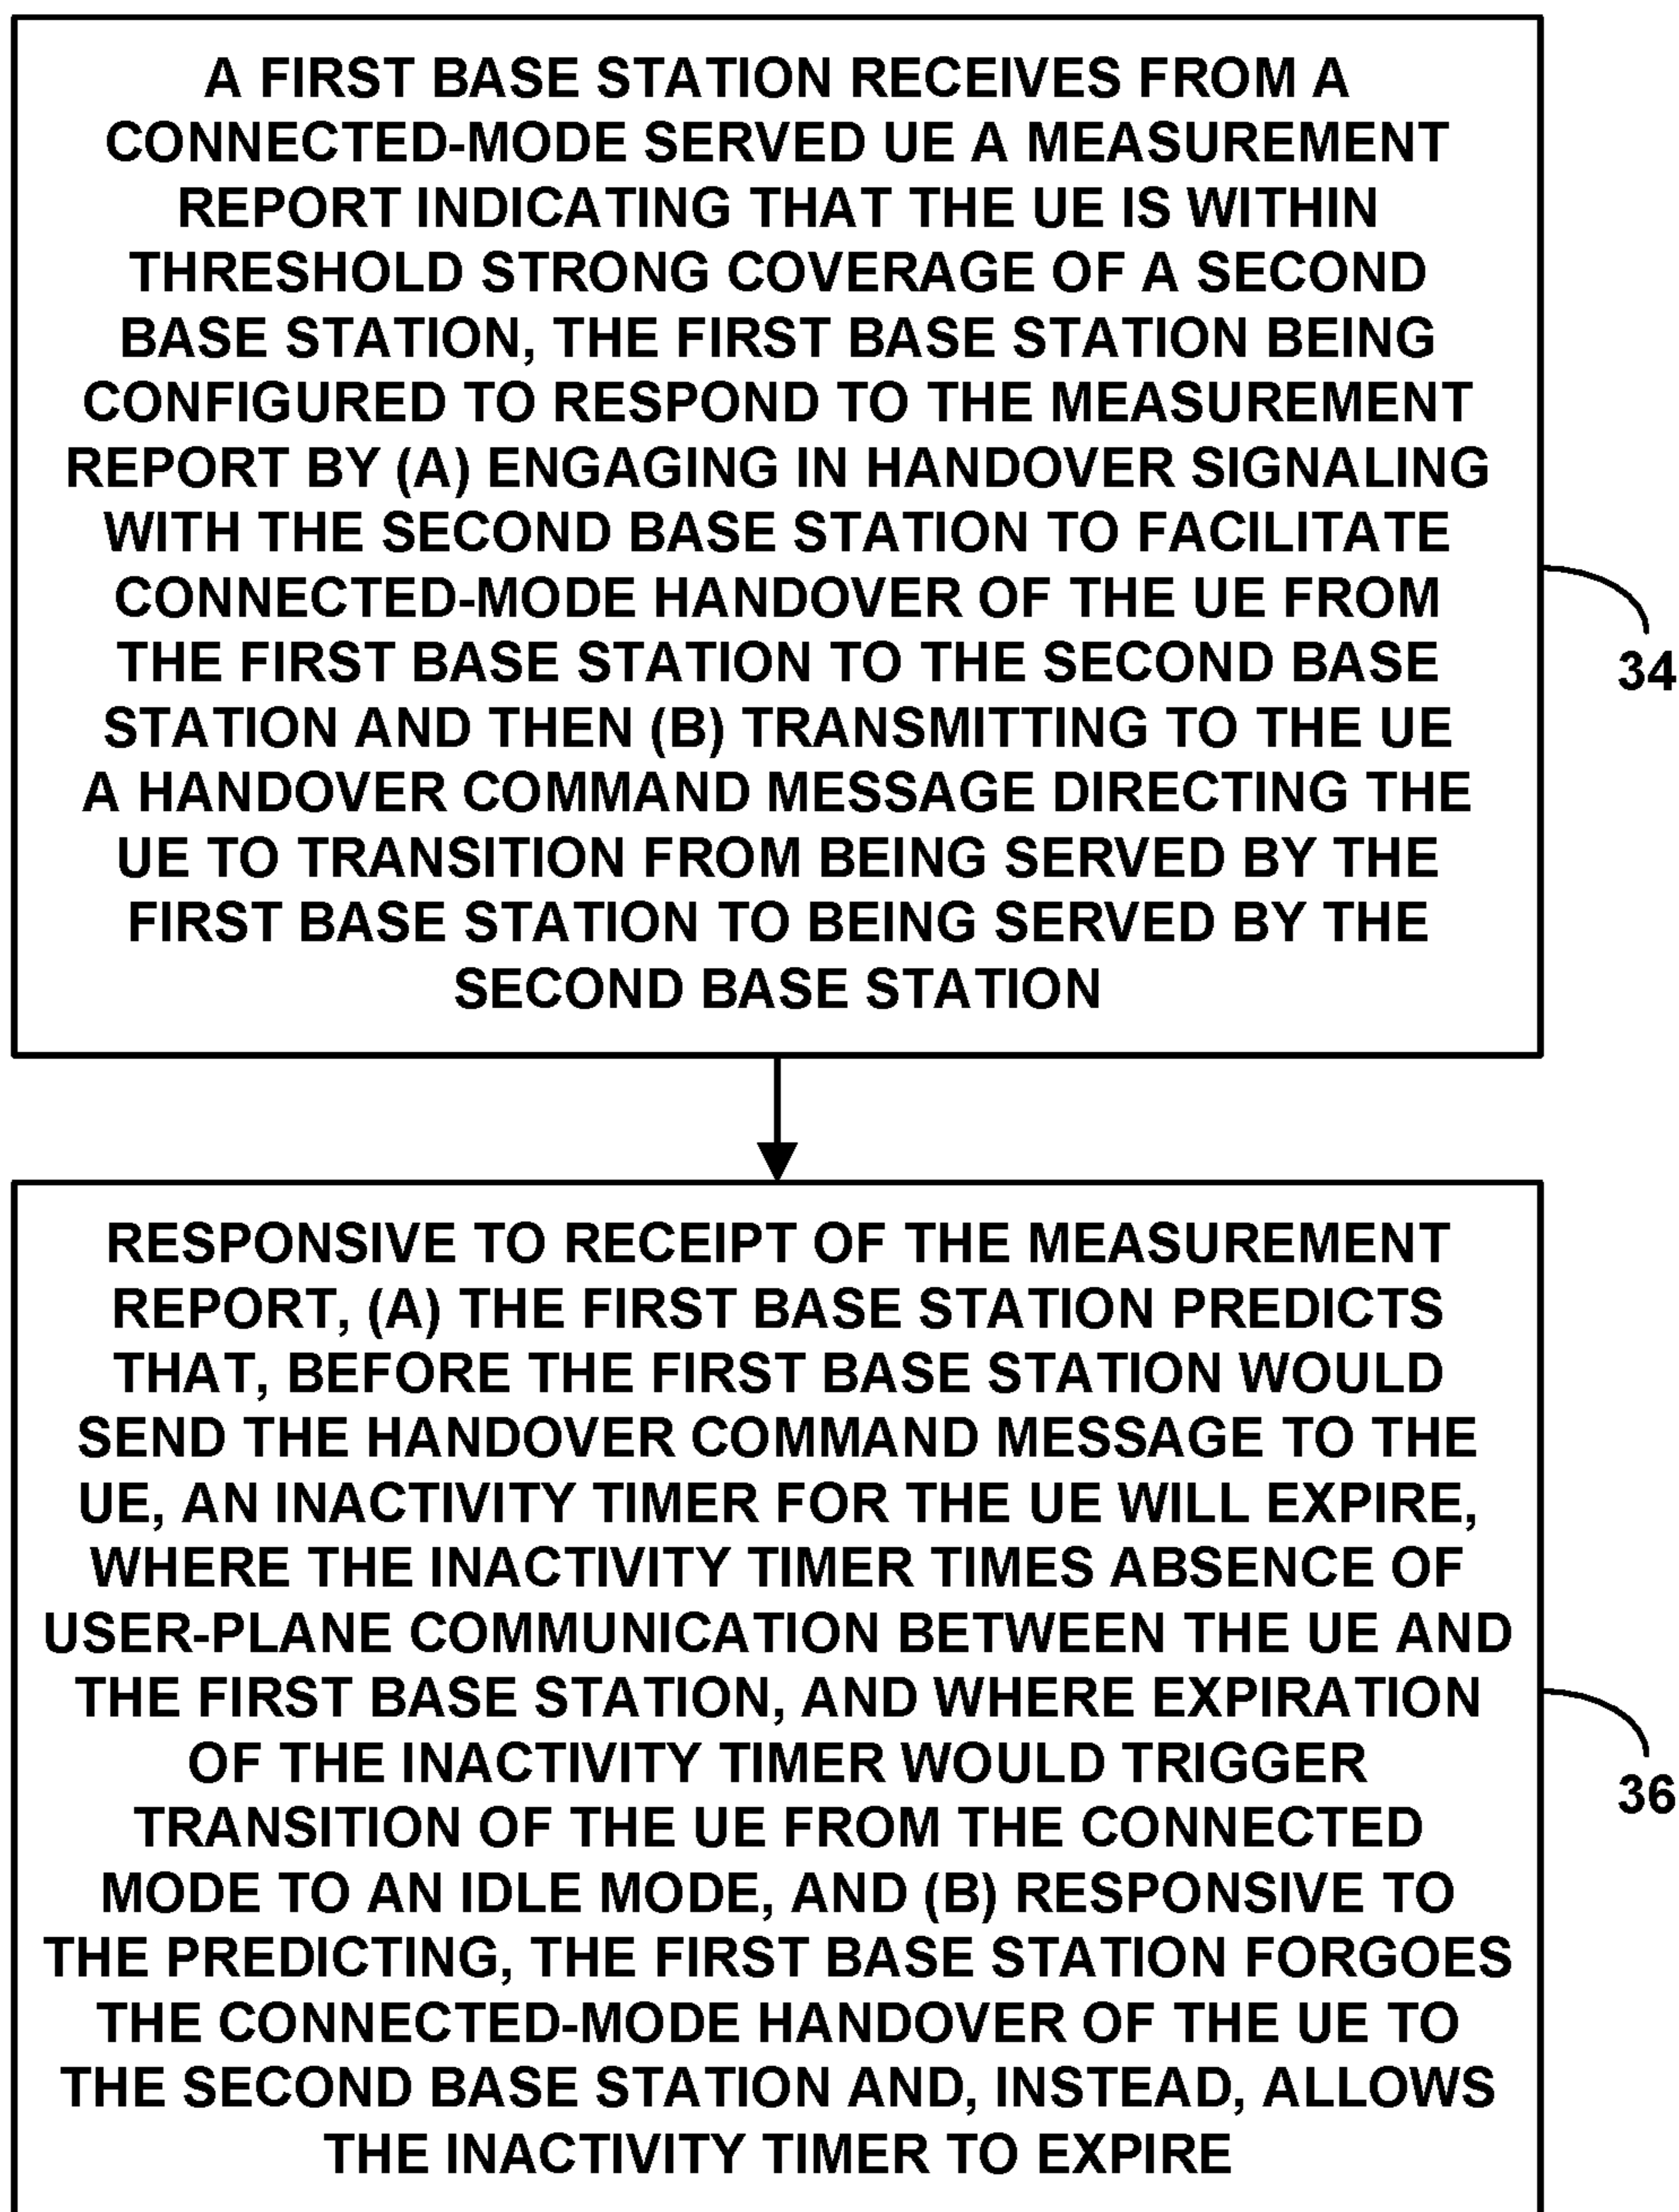 A FIRST BASE STATION RECEIVES FROM A
CONNECTED-MODE SERVED UE A MEASUREMENT
REPORT INDICATING THAT THE UE IS WITHIN
THRESHOLD STRONG COVERAGE OF A SECOND
BASE STATION, THE FIRST BASE STATION BEING
CONFIGURED TO RESPOND TO THE MEASUREMENT
REPORT BY (A) ENGAGING IN HANDOVER SIGNALING
WITH THE SECOND BASE STATION TO FACILITATE
CONNECTED-MODE HANDOVER OF THE UE FROM
THE FIRST BASE STATION TO THE SECOND BASE
STATION AND THEN (B) TRANSMITTING TO THE UE
A HANDOVER COMMAND MESSAGE DIRECTING THE
UE TO TRANSITION FROM BEING SERVED BY THE
FIRST BASE STATION TO BEING SERVED BY THE
SECOND BASE STATION
34
RESPONSIVE TO RECEIPT OF THE MEASUREMENT
REPORT, (A) THE FIRST BASE STATION PREDICTS
THAT, BEFORE THE FIRST BASE STATION WOULD
SEND THE HANDOVER COMMAND MESSAGE TO THE
UE, AN INACTIVITY TIMER FOR THE UE WILL EXPIRE,
WHERE THE INACTIVITY TIMER TIMES ABSENCE OF
USER-PLANE COMMUNICATION BETWEEN THE UE AND
THE FIRST BASE STATION, AND WHERE EXPIRATION
OF THE INACTIVITY TIMER WOULD TRIGGER
TRANSITION OF THE UE FROM THE CONNECTED
MODE TO AN IDLE MODE, AND (B) RESPONSIVE TO
THE PREDICTING, THE FIRST BASE STATION FORGOES
THE CONNECTED-MODE HANDOVER OF THE UE TO
THE SECOND BASE STATION AND, INSTEAD, ALLOWS
THE INACTIVITY TIMER TO EXPIRE
36